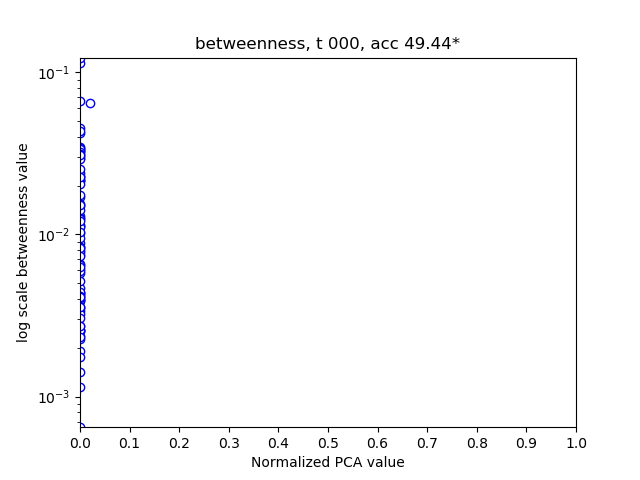 betweenness, t 000, acc 49.44*
log scale betweenness value
10⁻¹
10⁻²
10⁻³
0.0 0.1 0.2 0.3 0.4 0.5 0.6 0.7 0.8 0.9 1.0
Normalized PCA value